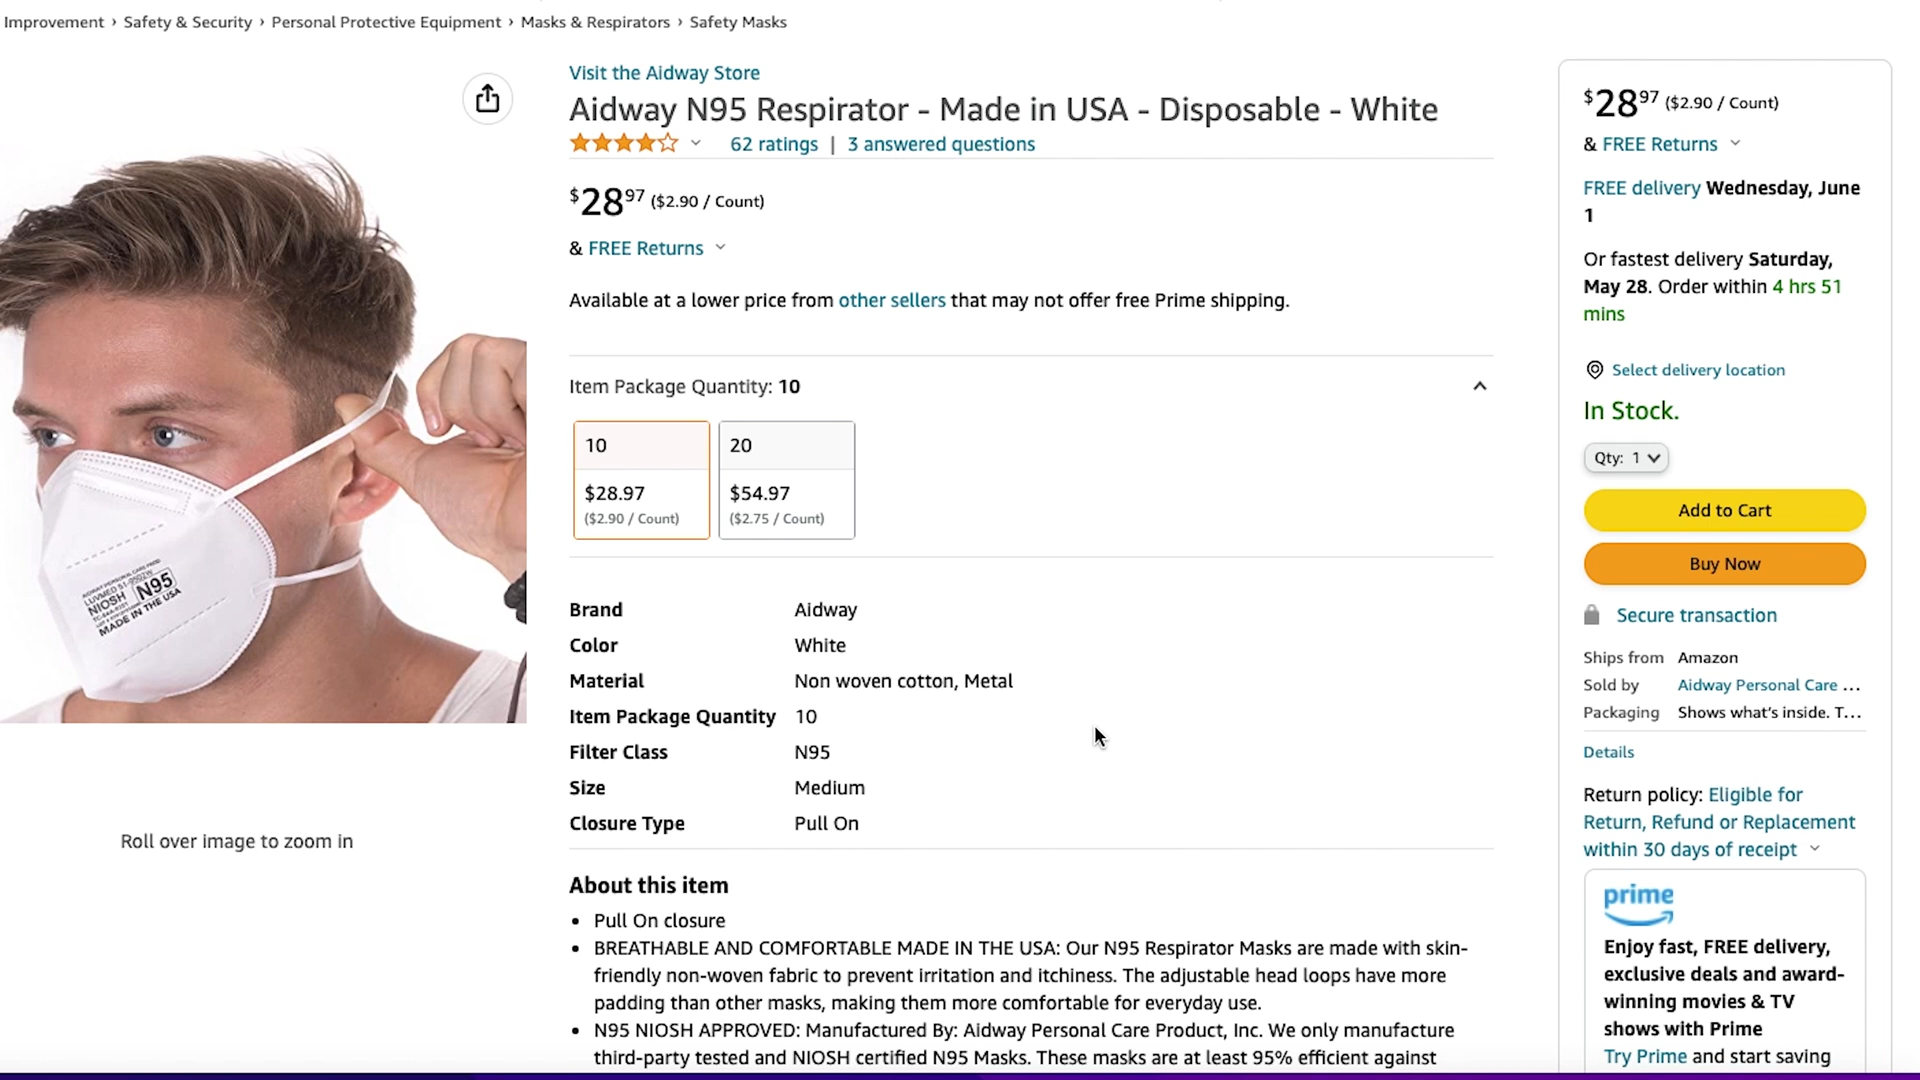 Improvement › Safety & Security › Personal Protective Equipment › Masks & Respirators › Safety Masks
Visit the Aidway Store
Aidway N95 Respirator - Made in USA - Disposable - White
62 ratings | 3 answered questions
$28.97 ($2.90 / Count)
& FREE Returns
Available at a lower price from other sellers that may not offer free Prime shipping.
Item Package Quantity: 10
10
$28.97
($2.90 / Count)
20
$54.97
($2.75 / Count)
Brand Aidway
Color White
Material Non woven cotton, Metal
Item Package Quantity 10
Filter Class N95
Size Medium
Closure Type Pull On
About this item
• Pull On closure
• BREATHABLE AND COMFORTABLE MADE IN THE USA: Our N95 Respirator Masks are made with skin-
friendly non-woven fabric to prevent irritation and itchiness. The adjustable head loops have more
padding than other masks, making them more comfortable for everyday use.
• N95 NIOSH APPROVED: Manufactured By: Aidway Personal Care Product, Inc. We only manufacture
third-party tested and NIOSH certified N95 Masks. These masks are at least 95% efficient against
NIOSH N95
MADE IN THE USA
Roll over image to zoom in
$28.97 ($2.90 / Count)
& FREE Returns
FREE delivery Wednesday, June
1
Or fastest delivery Saturday,
May 28. Order within 4 hrs 51
mins
Select delivery location
In Stock.
Qty: 1
Add to Cart
Buy Now
Secure transaction
Ships from Amazon
Sold by Aidway Personal Care ...
Packaging Shows what's inside. T...
Details
Return policy: Eligible for
Return, Refund or Replacement
within 30 days of receipt
prime
Enjoy fast, FREE delivery,
exclusive deals and award-
winning movies & TV
shows with Prime
Try Prime and start saving